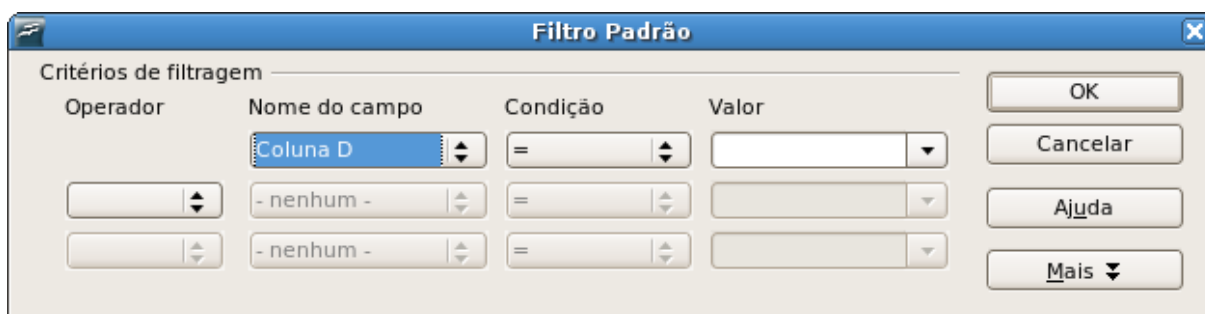 Filtro Padrão
Critérios de filtragem
Operador Nome do campo Condição Valor
Coluna D =
- nenhum - =
- nenhum - =
OK
Cancelar
Ajuda
Mais